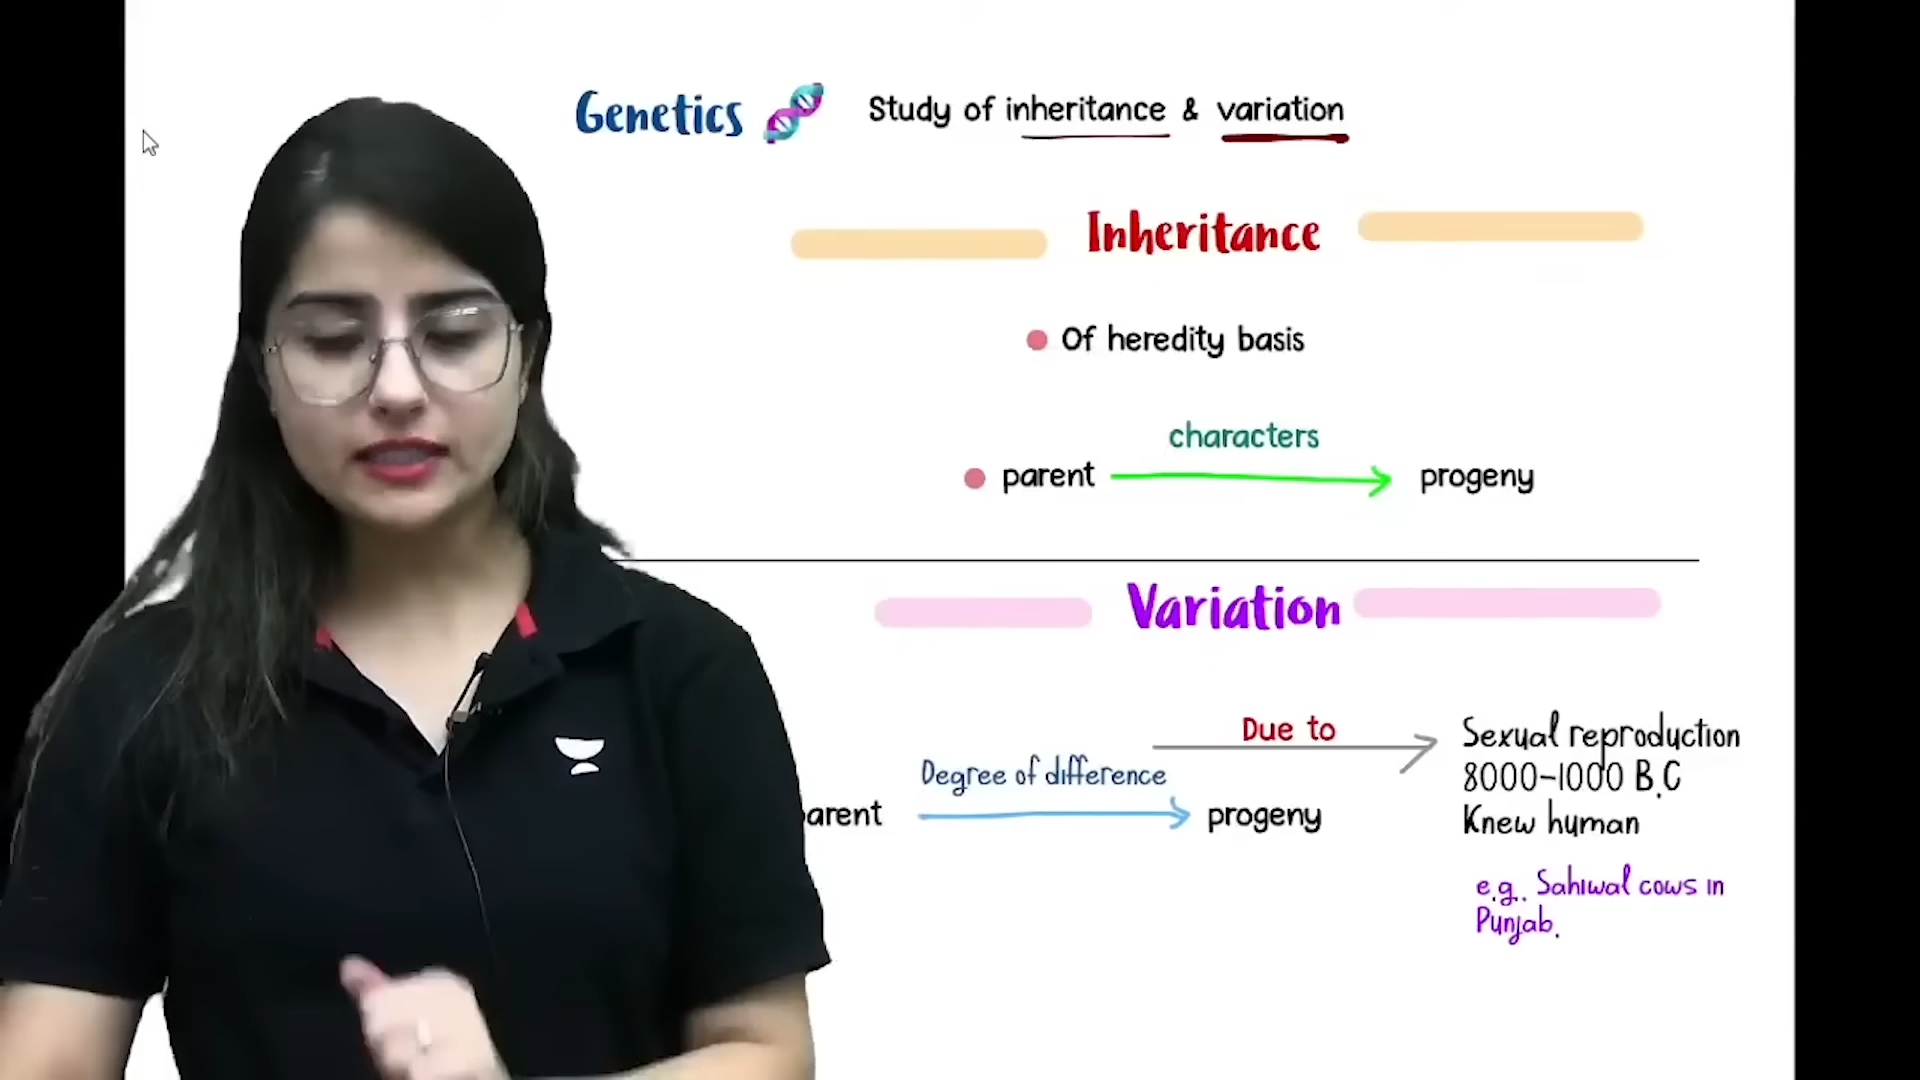 Genetics Study of inheritance & variation
Inheritance
Of heredity basis
characters
parent progeny
Variation
Due to
Degree of difference
progeny
Sexual reproduction
8000-1000 B.C
Knew human
e.g. Sahiwal cows in
Punjab.